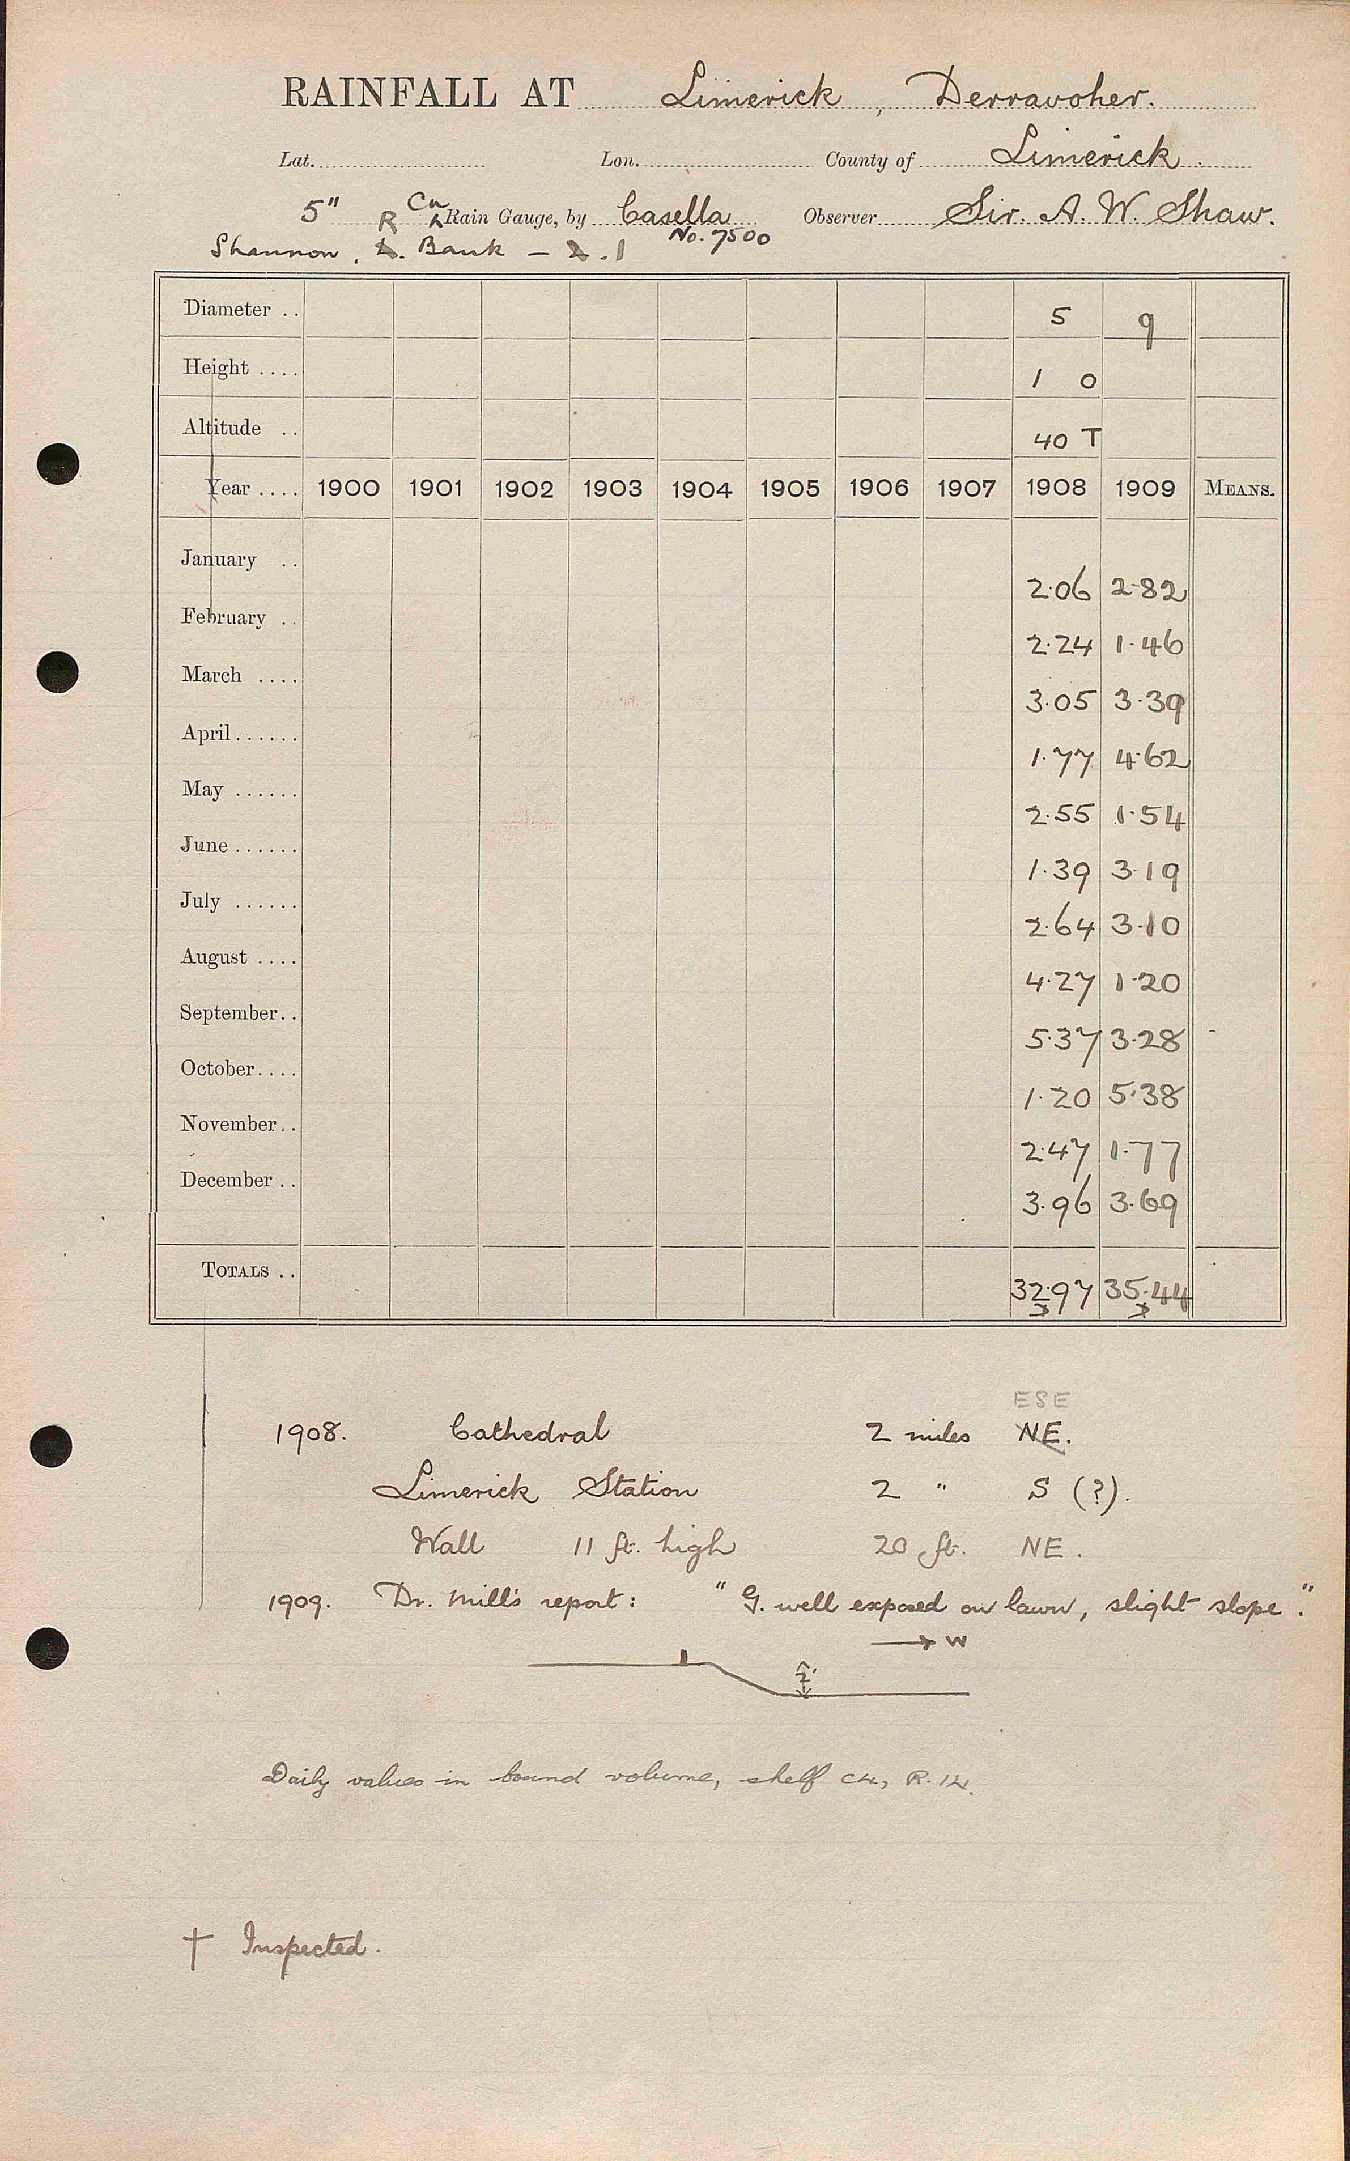 RAINFALL AT Limerick, Derravoher.
Lat. Lon. County of Limerick.
5" R Cu Rain Gauge, by Casella Observer Sir. A. W. Shaw.
No. 7500
Shannon. Bank - 1
Diameter .. 5 9
Height .... 1 0
Altitude .. 40 T
Year .... 1900 1901 1902 1903 1904 1905 1906 1907 1908 1909 MEANS.
January .. 2.06 2.82
February .. 2.24 1.46
March .... 3.05 3.39
April...... 1.77 4.62
May ...... 2.55 1.54
June...... 1.39 3.19
July ...... 2.64 3.10
August .... 4.27 1.20
September.. 5.37 3.28
October.... 1.20 5.38
November.. 2.47 1.77
December .. 3.96 3.69
TOTALS .. 32.97 35.44
ESE
1908. Cathedral 2 miles NE.
Limerick Station 2 " S (?).
Wall 11 ft. high 20 ft. NE.
1909. Dr. Mill's report: "G. well exposed on lawn, slight slope."
→ W
2'
Daily values in bound volume, shelf C4, R.14.
† Inspected.